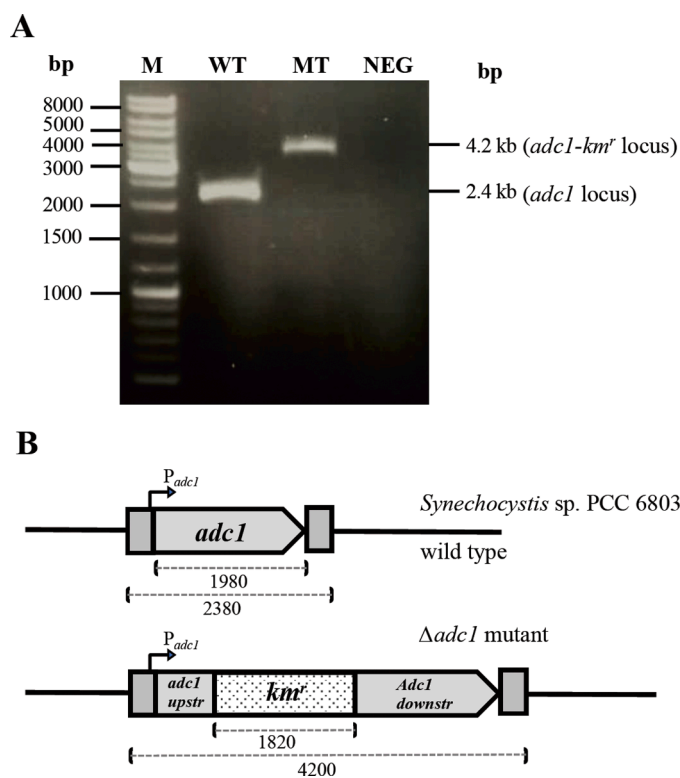 A
bp M WT MT NEG bp
8000
5000
4000
3000
2000
1500
1000
4.2 kb (adc1-kmʳ locus)
2.4 kb (adc1 locus)
B
Padc1
adc1
Synechocystis sp. PCC 6803
wild type
1980
2380
Δadc1 mutant
Padc1
adc1
upstr
kmʳ
Adc1
downstr
1820
4200